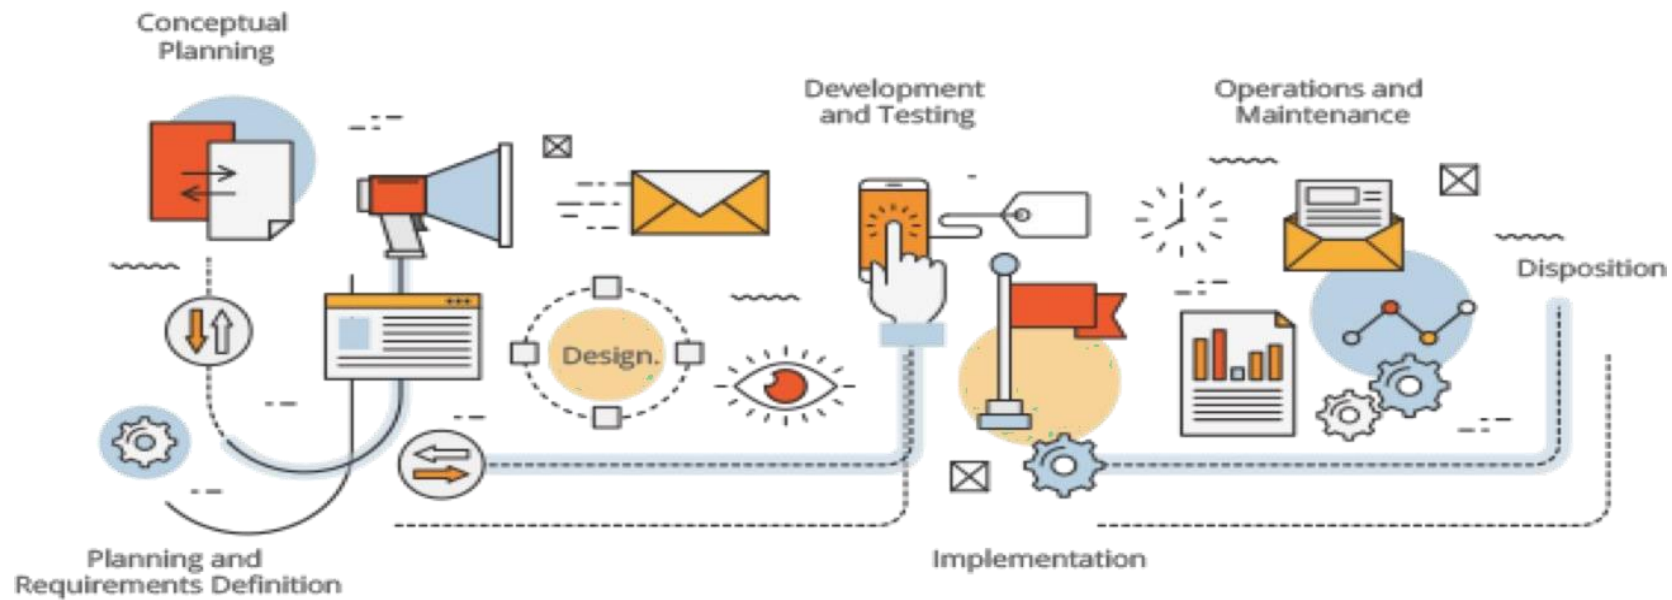 Conceptual
Planning
Development
and Testing
Operations and
Maintenance
Disposition
Design.
Planning and
Requirements Definition
Implementation